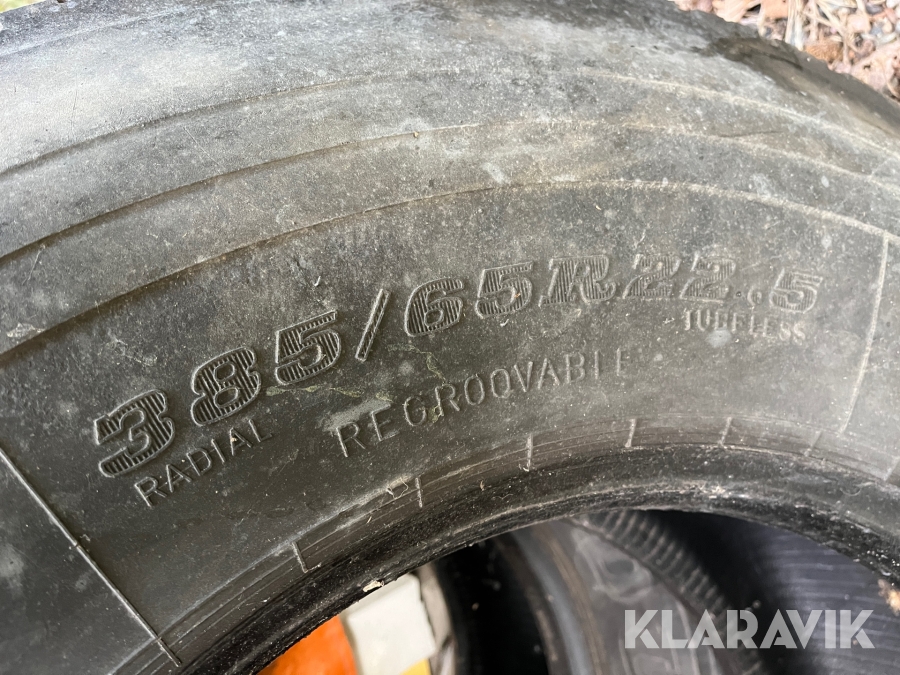 385/65R22.5
TUBELESS
RADIAL
REGROOVABLE
KLARAVIK